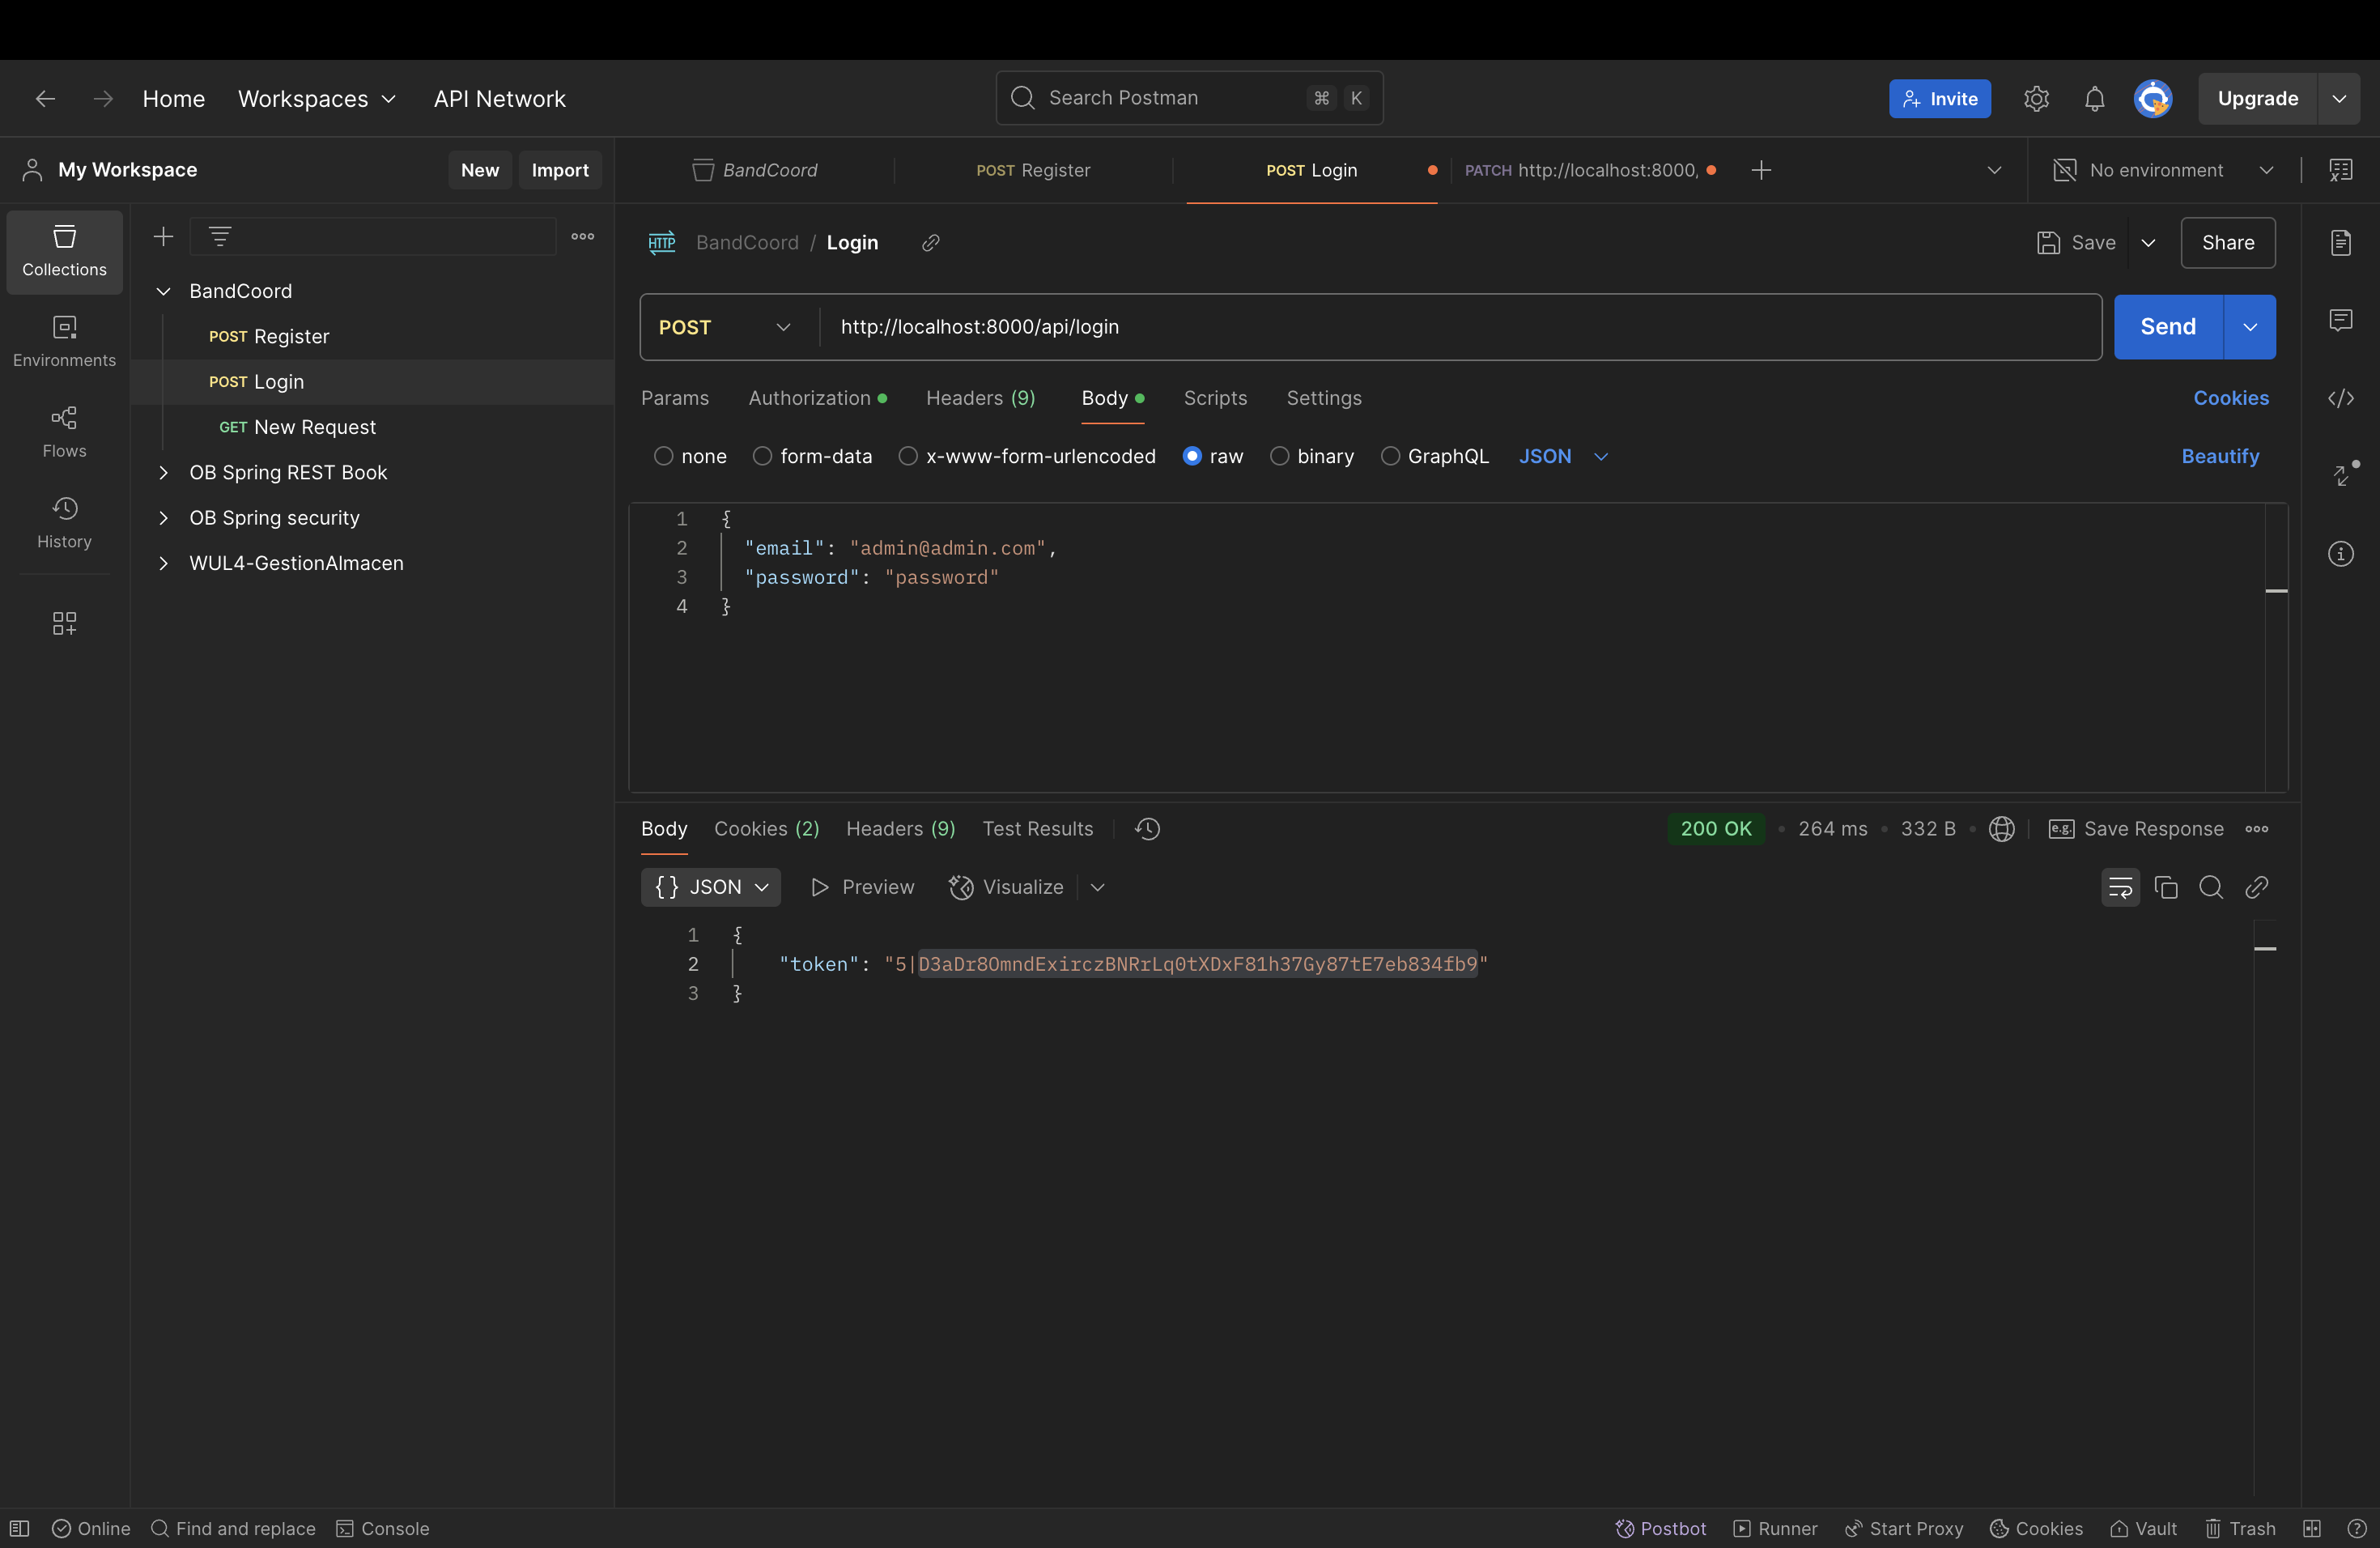 Home Workspaces API Network
Search Postman ⌘ K
Invite Upgrade
My Workspace New Import
BandCoord
POST Register
POST Login
PATCH http://localhost:8000,
No environment
Collections
Environments
Flows
History
BandCoord
POST Register
POST Login
GET New Request
OB Spring REST Book
OB Spring security
WUL4-GestionAlmacen
HTTP BandCoord / Login
Save Share
POST http://localhost:8000/api/login Send
Params Authorization Headers (9) Body Scripts Settings Cookies
none form-data x-www-form-urlencoded raw binary GraphQL JSON Beautify
1 {
2 "email": "admin@admin.com",
3 "password": "password"
4 }
Body Cookies (2) Headers (9) Test Results 200 OK • 264 ms • 332 B • e.g. Save Response
{} JSON Preview Visualize
1 {
2 "token": "5|D3aDr8OmndExirczBNRrLq0tXDxF81h37Gy87tE7eb834fb9"
3 }
Online Find and replace Console Postbot Runner Start Proxy Cookies Vault Trash